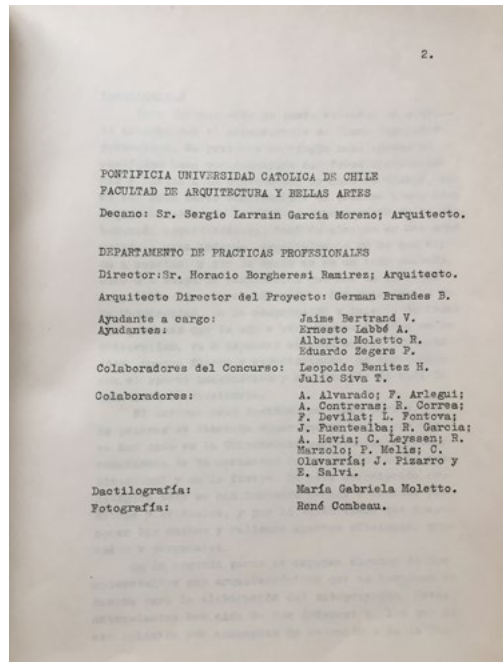 2.
PONTIFICIA UNIVERSIDAD CATOLICA DE CHILE
FACULTAD DE ARQUITECTURA Y BELLAS ARTES
Decano: Sr. Sergio Larrain Garcia Moreno; Arquitecto.
DEPARTAMENTO DE PRACTICAS PROFESIONALES
Director:Sr. Horacio Borgheresi Ramirez; Arquitecto.
Arquitecto Director del Proyecto: German Brandes B.
Ayudante a cargo: Jaime Bertrand V.
Ayudantes: Ernesto Labbé A.
Alberto Moletto R.
Eduardo Zegers P.
Colaboradores del Concurso: Leopoldo Benitez H.
Julio Siva T.
Colaboradores: A. Alvarado; F. Arlegui;
A. Contreras; R. Correa;
F. Devilat; L. Fontova;
J. Fuentealba; R. Garcia;
A. Hevia; C. Leyssen; R.
Marzolo; P. Melis; C.
Olavarría; J. Pizarro y
E. Salvi.
Dactilografía: María Gabriela Moletto.
Fotografía: René Combeau.